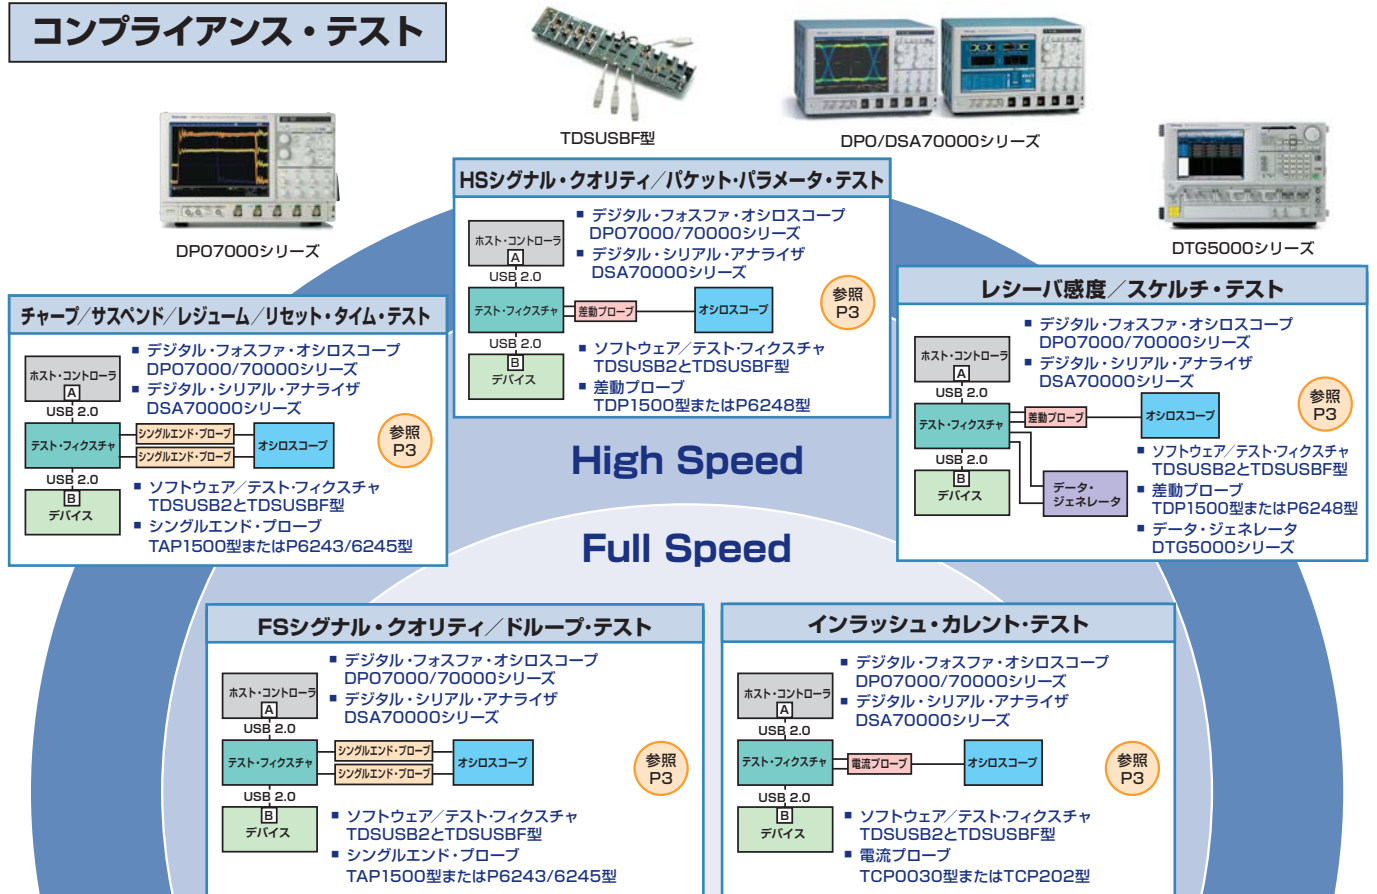 コンプライアンス・テスト
TDSUSBF型
DPO/DSA70000シリーズ
DPO7000シリーズ
DTG5000シリーズ
HSシグナル・クオリティ／パケット・パラメータ・テスト
ホスト・コントローラ
A
USB 2.0
テスト・フィクスチャ
差動プローブ
オシロスコープ
USB 2.0
B
デバイス
■ デジタル・フォスファ・オシロスコープ
DPO7000/70000シリーズ
■ デジタル・シリアル・アナライザ
DSA70000シリーズ
参照
P3
■ ソフトウェア／テスト・フィクスチャ
TDSUSB2とTDSUSBF型
■ 差動プローブ
TDP1500型またはP6248型
チャープ／サスペンド／レジューム／リセット・タイム・テスト
ホスト・コントローラ
A
USB 2.0
テスト・フィクスチャ
シングルエンド・プローブ
シングルエンド・プローブ
オシロスコープ
USB 2.0
B
デバイス
■ デジタル・フォスファ・オシロスコープ
DPO7000/70000シリーズ
■ デジタル・シリアル・アナライザ
DSA70000シリーズ
参照
P3
■ ソフトウェア／テスト・フィクスチャ
TDSUSB2とTDSUSBF型
■ シングルエンド・プローブ
TAP1500型またはP6243/6245型
レシーバ感度／スケルチ・テスト
ホスト・コントローラ
A
USB 2.0
テスト・フィクスチャ
差動プローブ
オシロスコープ
USB 2.0
B
デバイス
データ・
ジェネレータ
■ デジタル・フォスファ・オシロスコープ
DPO7000/70000シリーズ
■ デジタル・シリアル・アナライザ
DSA70000シリーズ
参照
P3
■ ソフトウェア／テスト・フィクスチャ
TDSUSB2とTDSUSBF型
■ 差動プローブ
TDP1500型またはP6248型
■ データ・ジェネレータ
DTG5000シリーズ
High Speed
Full Speed
FSシグナル・クオリティ／ドループ・テスト
ホスト・コントローラ
A
USB 2.0
テスト・フィクスチャ
シングルエンド・プローブ
シングルエンド・プローブ
オシロスコープ
USB 2.0
B
デバイス
■ デジタル・フォスファ・オシロスコープ
DPO7000/70000シリーズ
■ デジタル・シリアル・アナライザ
DSA70000シリーズ
参照
P3
■ ソフトウェア／テスト・フィクスチャ
TDSUSB2とTDSUSBF型
■ シングルエンド・プローブ
TAP1500型またはP6243/6245型
インラッシュ・カレント・テスト
ホスト・コントローラ
A
USB 2.0
テスト・フィクスチャ
電流プローブ
オシロスコープ
USB 2.0
B
デバイス
■ デジタル・フォスファ・オシロスコープ
DPO7000/70000シリーズ
■ デジタル・シリアル・アナライザ
DSA70000シリーズ
参照
P3
■ ソフトウェア／テスト・フィクスチャ
TDSUSB2とTDSUSBF型
■ 電流プローブ
TCP0030型またはTCP202型